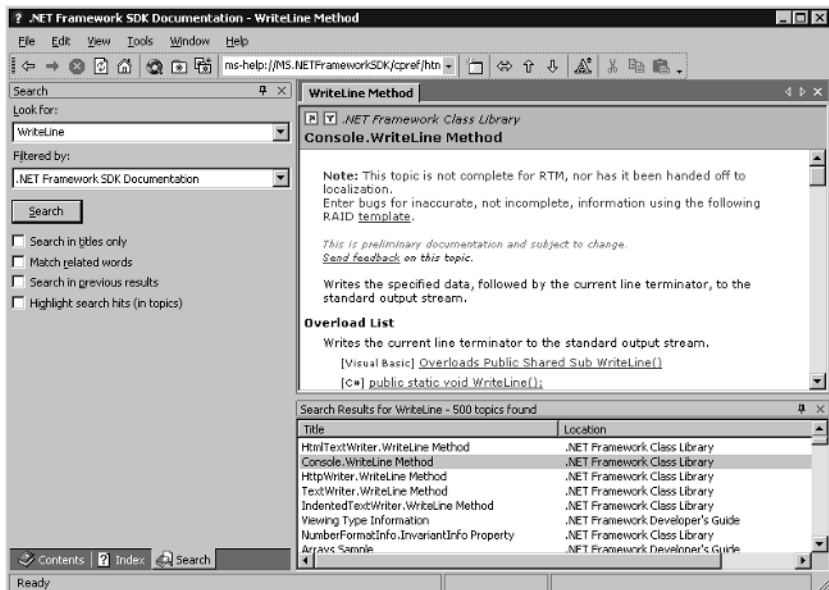 ? .NET Framework SDK Documentation - WriteLine Method
File Edit View Tools Window Help
ms-help://MS.NETFrameworkSDK/cpref/htn
Search
Look for:
WriteLine
Filtered by:
.NET Framework SDK Documentation
Search
Search in titles only
Match related words
Search in previous results
Highlight search hits (in topics)
Contents Index Search
WriteLine Method
.NET Framework Class Library
Console.WriteLine Method
Note: This topic is not complete for RTM, nor has it been handed off to
localization.
Enter bugs for inaccurate, not incomplete, information using the following
RAID template.
This is preliminary documentation and subject to change.
Send feedback on this topic.
Writes the specified data, followed by the current line terminator, to the
standard output stream.
Overload List
Writes the current line terminator to the standard output stream.
[Visual Basic] Overloads Public Shared Sub WriteLine()
[C#] public static void WriteLine();
Search Results for WriteLine - 500 topics found
Title Location
HtmlTextWriter.WriteLine Method .NET Framework Class Library
Console.WriteLine Method .NET Framework Class Library
HttpWriter.WriteLine Method .NET Framework Class Library
TextWriter.WriteLine Method .NET Framework Class Library
IndentedTextWriter.WriteLine Method .NET Framework Class Library
Viewing Type Information .NET Framework Developer's Guide
NumberFormatInfo.InvariantInfo Property .NET Framework Class Library
Arrays Sample .NET Framework Developer's Guide
Ready